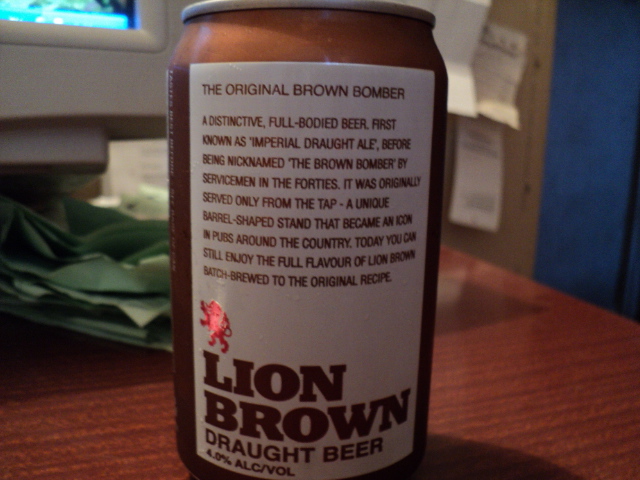 THE ORIGINAL BROWN BOMBER
A DISTINCTIVE, FULL-BODIED BEER. FIRST
KNOWN AS 'IMPERIAL DRAUGHT ALE', BEFORE
BEING NICKNAMED 'THE BROWN BOMBER' BY
SERVICEMEN IN THE FORTIES. IT WAS ORIGINALLY
SERVED ONLY FROM THE TAP - A UNIQUE
BARREL-SHAPED STAND THAT BECAME AN ICON
IN PUBS AROUND THE COUNTRY. TODAY YOU CAN
STILL ENJOY THE FULL FLAVOUR OF LION BROWN
BATCH-BREWED TO THE ORIGINAL RECIPE.
LION
BROWN
DRAUGHT BEER
4.0% ALC/VOL